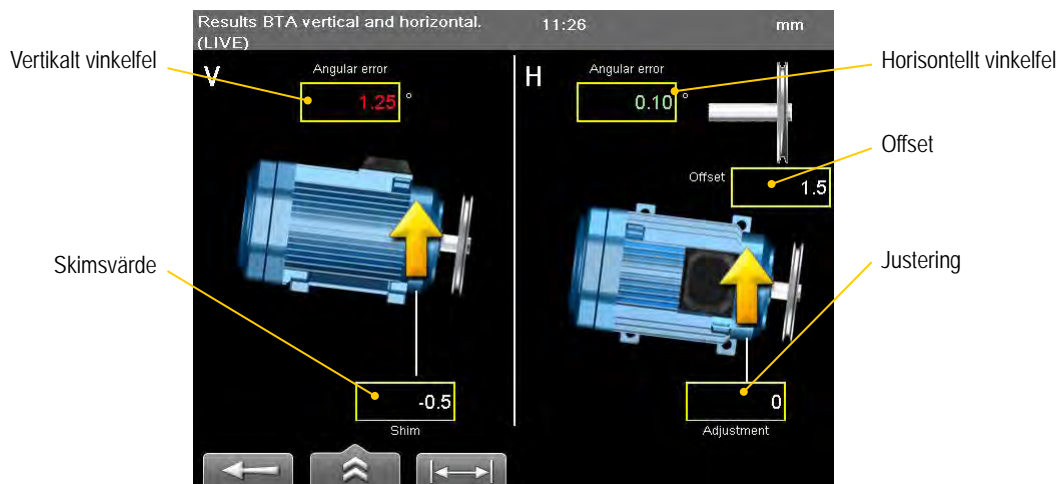 Results BTA vertical and horizontal.
(LIVE)
11:26
mm
Vertikalt vinkelfel
Horisontellt vinkelfel
V
Angular error
1.25 °
H
Angular error
0.10 °
Offset
Offset
1.5
Skimsvärde
Justering
-0.5
Shim
0
Adjustment